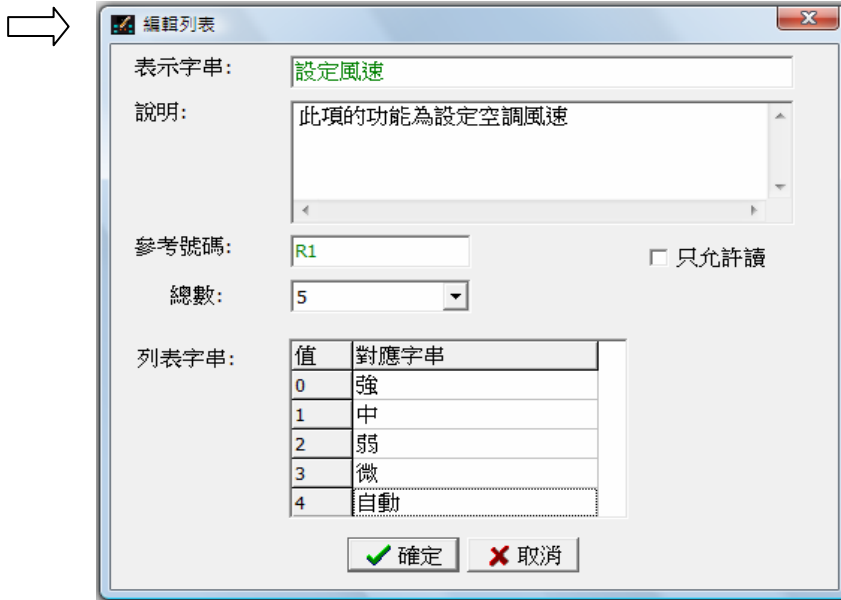 編輯列表
表示字串: 設定風速
說明: 此項的功能為設定空調風速
參考號碼: R1 只允許讀
總數: 5
列表字串: 值 對應字串
0 強
1 中
2 弱
3 微
4 自動
確定 取消